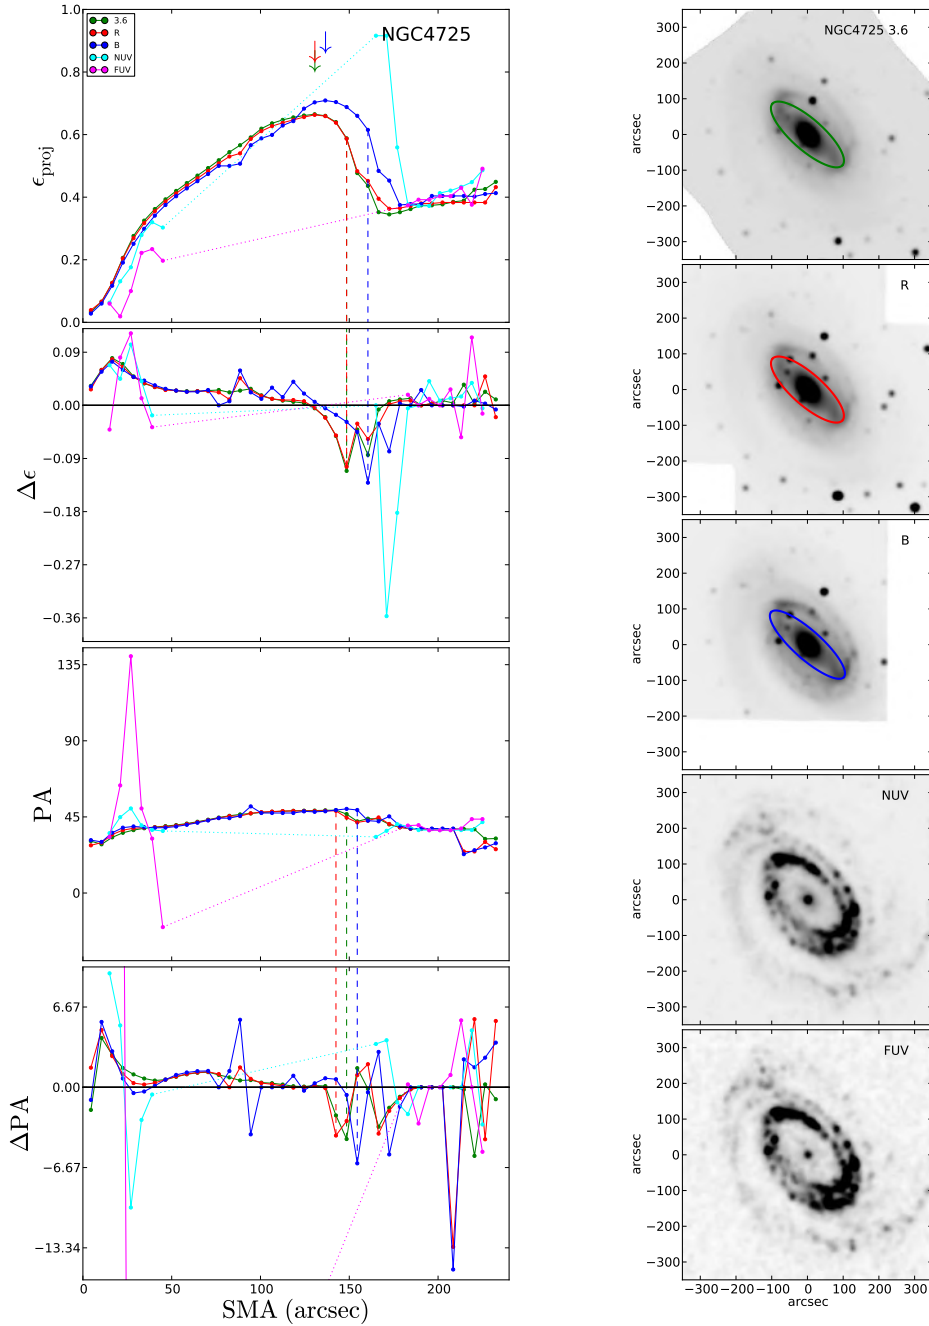 NGC4725
3.6
R
B
NUV
FUV
1.0
0.8
0.6
0.4
0.2
0.0
ϵproj
0.09
0.00
−0.09
−0.18
−0.27
−0.36
Δϵ
135
90
45
0
PA
6.67
0.00
−6.67
−13.34
ΔPA
0 50 100 150 200
SMA (arcsec)
NGC4725 3.6
300
200
100
0
−100
−200
−300
arcsec
R
300
200
100
0
−100
−200
−300
arcsec
B
300
200
100
0
−100
−200
−300
arcsec
NUV
300
200
100
0
−100
−200
−300
arcsec
FUV
300
200
100
0
−100
−200
−300
arcsec
−300−200−100 0 100 200 300
arcsec